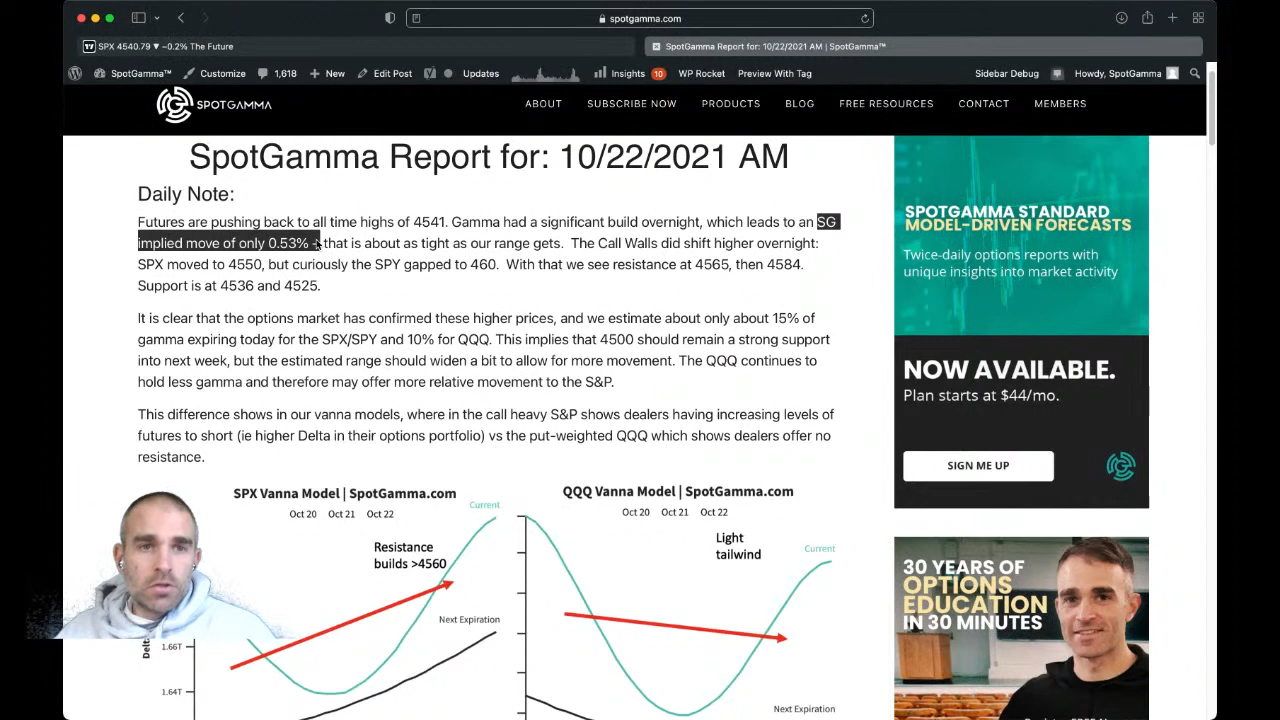 spotgamma.com
SPX 4540.79 ▼ −0.2% The Future
SpotGamma Report for: 10/22/2021 AM | SpotGamma™
SpotGamma™
Customize
1,618
New
Edit Post
Updates
Insights 10
WP Rocket
Preview With Tag
Sidebar Debug
Howdy, SpotGamma
SPOTGAMMA
ABOUT
SUBSCRIBE NOW
PRODUCTS
BLOG
FREE RESOURCES
CONTACT
MEMBERS
SpotGamma Report for: 10/22/2021 AM
Daily Note:
Futures are pushing back to all time highs of 4541. Gamma had a significant build overnight, which leads to an SG
implied move of only 0.53% – that is about as tight as our range gets. The Call Walls did shift higher overnight:
SPX moved to 4550, but curiously the SPY gapped to 460. With that we see resistance at 4565, then 4584.
Support is at 4536 and 4525.
It is clear that the options market has confirmed these higher prices, and we estimate about only about 15% of
gamma expiring today for the SPX/SPY and 10% for QQQ. This implies that 4500 should remain a strong support
into next week, but the estimated range should widen a bit to allow for more movement. The QQQ continues to
hold less gamma and therefore may offer more relative movement to the S&P.
This difference shows in our vanna models, where in the call heavy S&P shows dealers having increasing levels of
futures to short (ie higher Delta in their options portfolio) vs the put-weighted QQQ which shows dealers offer no
resistance.
SPX Vanna Model | SpotGamma.com
Oct 20 Oct 21 Oct 22
Current
Resistance
builds >4560
Next Expiration
Delta
1.66T
1.64T
QQQ Vanna Model | SpotGamma.com
Oct 20 Oct 21 Oct 22
Light
tailwind
Current
Next Expiration
SPOTGAMMA STANDARD
MODEL-DRIVEN FORECASTS
Twice-daily options reports with
unique insights into market activity
NOW AVAILABLE.
Plan starts at $44/mo.
SIGN ME UP
30 YEARS OF
OPTIONS
EDUCATION
IN 30 MINUTES